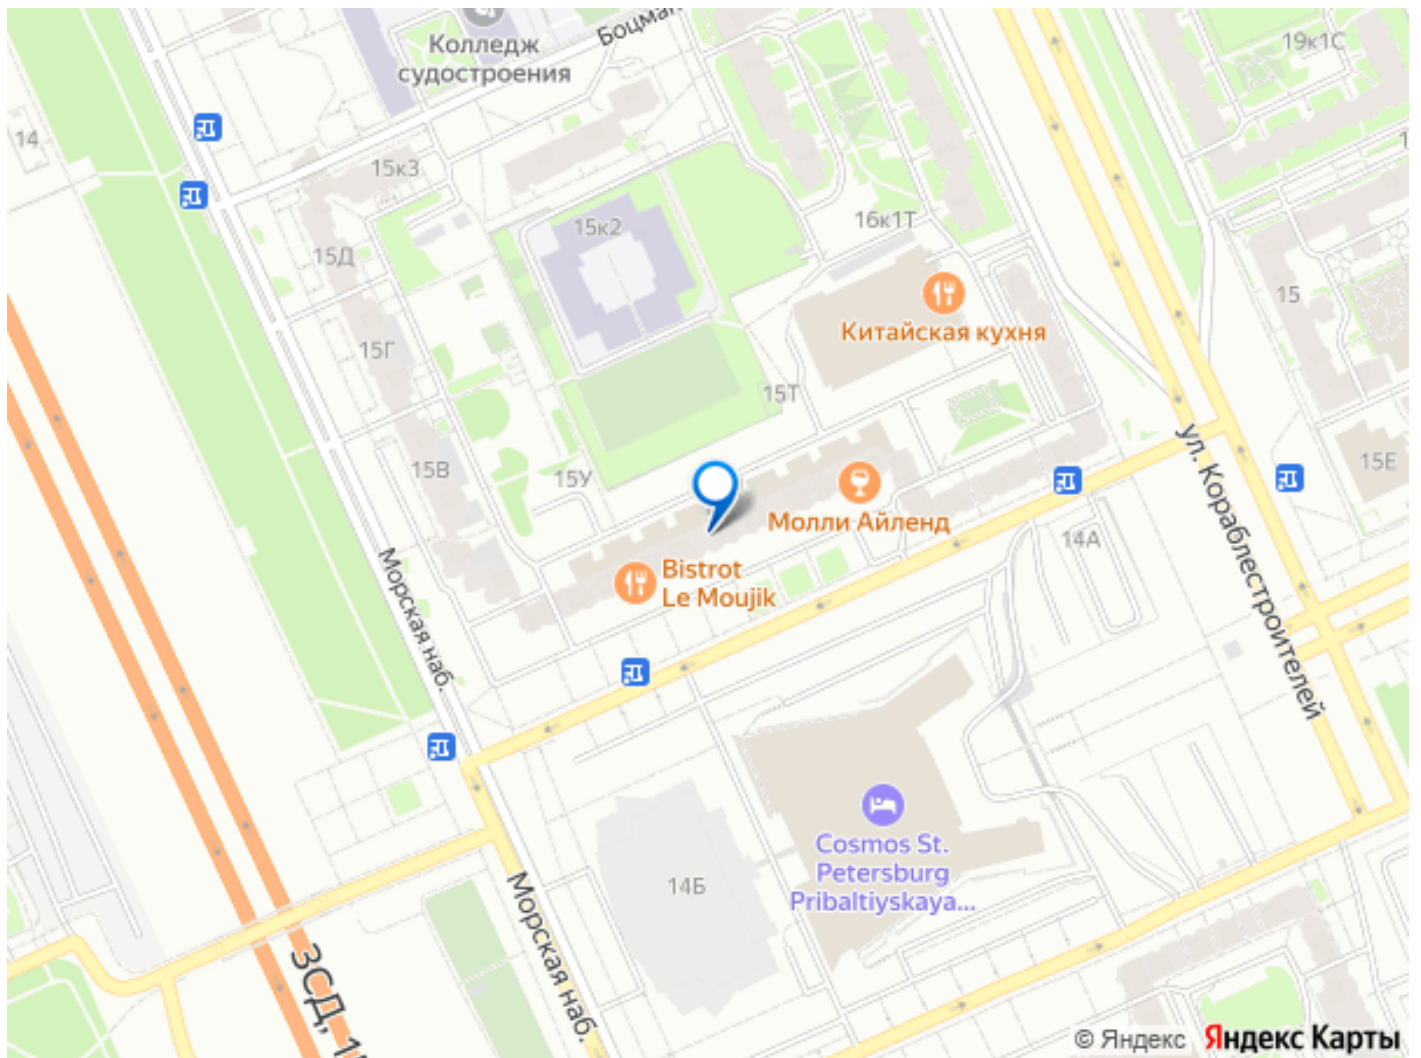 Колледж
судостроения
Боцман
19к1С
14
15к3
15к2
16к1Т
15Д
15
Китайская кухня
15Г
15Т
ул. Кораблестроителей
15В
15У
15Е
Молли Айленд
14А
Bistrot
Le Moujik
Морская наб.
Cosmos St.
Petersburg
Pribaltiyskaya...
14Б
Морская наб.
ЗСД, 1
© Яндекс Яндекс Карты